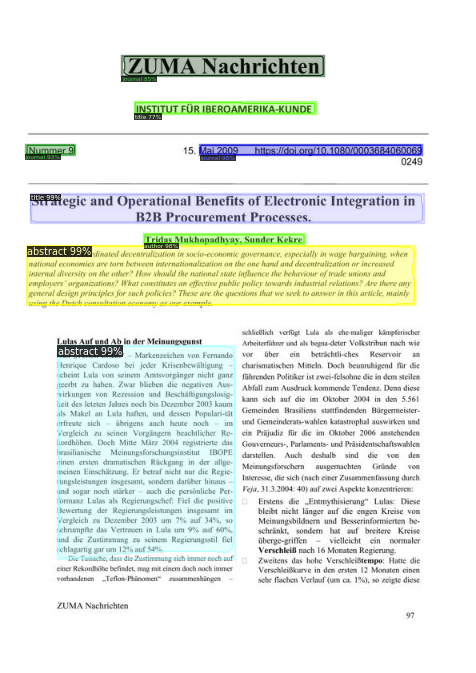 ZUMA Nachrichten
journal 85%
INSTITUT FÜR IBEROAMERIKA-KUNDE
title 77%
Nummer 9
journal 93%
15. Mai 2009 https://doi.org/10.1080/0003684060069
0249
title 99%
Strategic and Operational Benefits of Electronic Integration in
B2B Procurement Processes.
Tridas Mukhopadhyay, Sunder Kekre
author 98%
abstract 99%
dinated decentralization in socio-economic governance, especially in wage bargaining, when
national economies are torn between internationalization on the one hand and decentralization or increased
internal diversity on the other? How should the national state influence the behaviour of trade unions and
employers' organizations? What constitutes an effective public policy towards industrial relations? Are there any
general design principles for such policies? These are the questions that we seek to answer in this article, mainly
using the Dutch consultation economy as our example.
Lulas Auf und Ab in der Meinungsgunst
abstract 99%
– Markenzeichen von Fernando
Henrique Cardoso bei jeder Krisenbewältigung –
scheint Lula von seinem Amtsvorgänger nicht ganz
geerbt zu haben. Zwar blieben die negativen Aus-
wirkungen von Rezession und Beschäftigungslosig-
keit des letzten Jahres noch bis Dezember 2003 kaum
als Makel an Lula haften, und dessen Populari-tät
erfreute sich – übrigens auch heute noch – im
Vergleich zu seinen Vorgängern beachtlicher Re-
kordhöhen. Doch Mitte März 2004 registrierte das
brasilianische Meinungsforschungsinstitut IBOPE
einen ersten dramatischen Rückgang in der allge-
meinen Einschätzung. Er betraf nicht nur die Regie-
rungsleistungen insgesamt, sondern darüber hinaus –
und sogar noch stärker – auch die persönliche Per-
formanz Lulas als Regierungschef: Fiel die positive
Bewertung der Regierungsleistungen insgesamt im
Vergleich zu Dezember 2003 um 7% auf 34%, so
schrumpfte das Vertrauen in Lula um 9% auf 60%,
und die Zustimmung zu seinem Regierungsstil fiel
schlagartig gar um 12% auf 54%.
Die Tatsache, dass die Zustimmung sich immer noch auf
einer Rekordhöhe befindet, mag mit einem doch noch immer
vorhandenen „Teflon-Phänomen“ zusammenhängen –
schließlich verfügt Lula als ehe-maliger kämpferischer
Arbeiterführer und als begna-deter Volkstribun nach wie
vor über ein beträchtli-ches Reservoir an
charismatischen Mitteln. Doch beunruhigend für die
führenden Politiker ist zwei-felsohne die in dem steilen
Abfall zum Ausdruck kommende Tendenz. Denn diese
kann sich auf die im Oktober 2004 in den 5.561
Gemeinden Brasiliens stattfindenden Bürgermeister-
und Gemeinderats-wahlen katastrophal auswirken und
ein Präjudiz für die im Oktober 2006 anstehenden
Gouverneurs-, Parlaments- und Präsidentschaftswahlen
darstellen. Auch deshalb sind die von den
Meinungsforschern ausgemachten Gründe von
Interesse, die sich (nach einer Zusammenfassung durch
Veja, 31.3.2004: 40) auf zwei Aspekte konzentrieren:
Erstens die „Entmythisierung“ Lulas: Diese
bleibt nicht länger auf die engen Kreise von
Meinungsbildnern und Besserinformierten be-
schränkt, sondern hat auf breitere Kreise
überge-griffen – vielleicht ein normaler
Verschleiß nach 16 Monaten Regierung.
Zweitens das hohe Verschleißtempo: Hatte die
Verschleißkurve in den ersten 12 Monaten einen
sehr flachen Verlauf (um ca. 1%), so zeigte diese
ZUMA Nachrichten
97